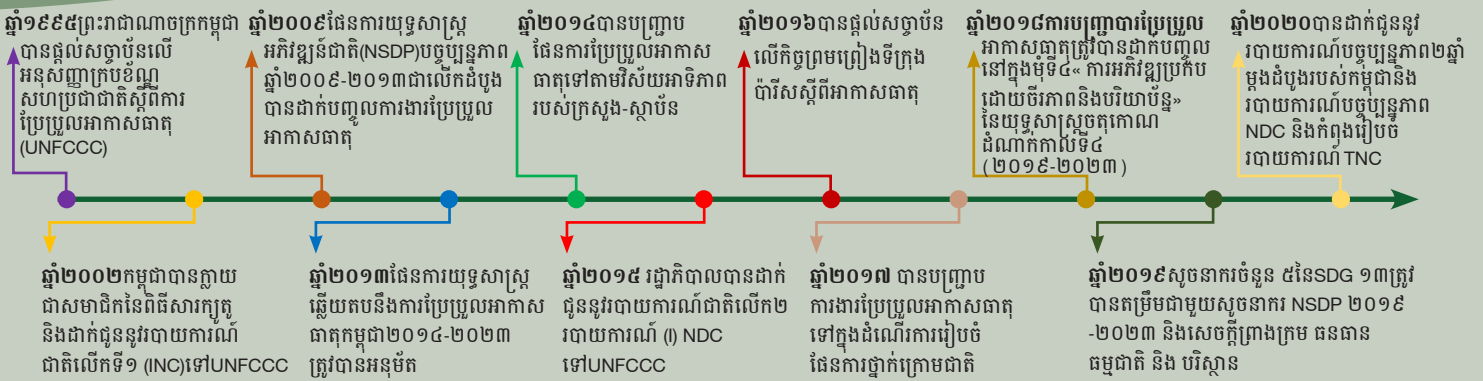 ឆ្នាំ១៩៩៥ព្រះរាជាណាចក្រកម្ពុជា
បានផ្តល់សច្ចាប័នលើ
អនុសញ្ញាក្របខ័ណ្ឌ
សហប្រជាជាតិស្តីពីការ
ប្រែប្រួលអាកាសធាតុ
(UNFCCC)
ឆ្នាំ២០០២កម្ពុជាបានក្លាយ
ជាសមាជិកនៃពិធីសារក្យូតូ
និងដាក់ជូននូវរបាយការណ៍
ជាតិលើកទី១ (INC)ទៅUNFCCC
ឆ្នាំ២០០៩ផែនការយុទ្ធសាស្ត្រ
អភិវឌ្ឍន៍ជាតិ(NSDP)បច្ចុប្បន្នភាព
ឆ្នាំ២០០៩-២០១៣ជាលើកដំបូង
បានដាក់បញ្ចូលការងារប្រែប្រួល
អាកាសធាតុ
ឆ្នាំ២០១៣ផែនការយុទ្ធសាស្ត្រ
ឆ្លើយតបនឹងការប្រែប្រួលអាកាស
ធាតុកម្ពុជា២០១៤-២០២៣
ត្រូវបានអនុម័ត
ឆ្នាំ២០១៤បានបញ្ជ្រាប
ផែនការប្រែប្រួលអាកាស
ធាតុទៅតាមវិស័យអាទិភាព
របស់ក្រសួង-ស្ថាប័ន
ឆ្នាំ២០១៥ រដ្ឋាភិបាលបានដាក់
ជូននូវរបាយការណ៍ជាតិលើក២
របាយការណ៍ (I) NDC
ទៅUNFCCC
ឆ្នាំ២០១៦បានផ្តល់សច្ចាប័ន
លើកិច្ចព្រមព្រៀងទីក្រុង
ប៉ារីសស្តីពីអាកាសធាតុ
ឆ្នាំ២០១៧ បានបញ្ជ្រាប
ការងារប្រែប្រួលអាកាសធាតុ
ទៅក្នុងដំណើរការរៀបចំ
ផែនការថ្នាក់ក្រោមជាតិ
ឆ្នាំ២០១៨ការបញ្ជ្រាបារប្រែប្រួល
អាកាសធាតុត្រូវបានដាក់បញ្ចូល
នៅក្នុងមុំទី៤« ការអភិវឌ្ឍប្រកប
ដោយចីរភាពនិងបរិយាប័ន្ន»
នៃយុទ្ធសាស្ត្រចតុកោណ
ដំណាក់កាលទី៤
(២០១៩-២០២៣)
ឆ្នាំ២០១៩សូចនាករចំនួន ៥នៃSDG ១៣ត្រូវ
បានតម្រឹមជាមួយសូចនាករ NSDP ២០១៩
-២០២៣ និងសេចក្តីព្រាងក្រម ធនធាន
ធម្មជាតិ និង បរិស្ថាន
ឆ្នាំ២០២០បានដាក់ជូននូវ
របាយការណ៍បច្ចុប្បន្នភាព២ឆ្នាំ
ម្តងដំបូងរបស់កម្ពុជានិង
របាយការណ៍បច្ចុប្បន្នភាព
NDC និងកំពុងរៀបចំ
របាយការណ៍ TNC